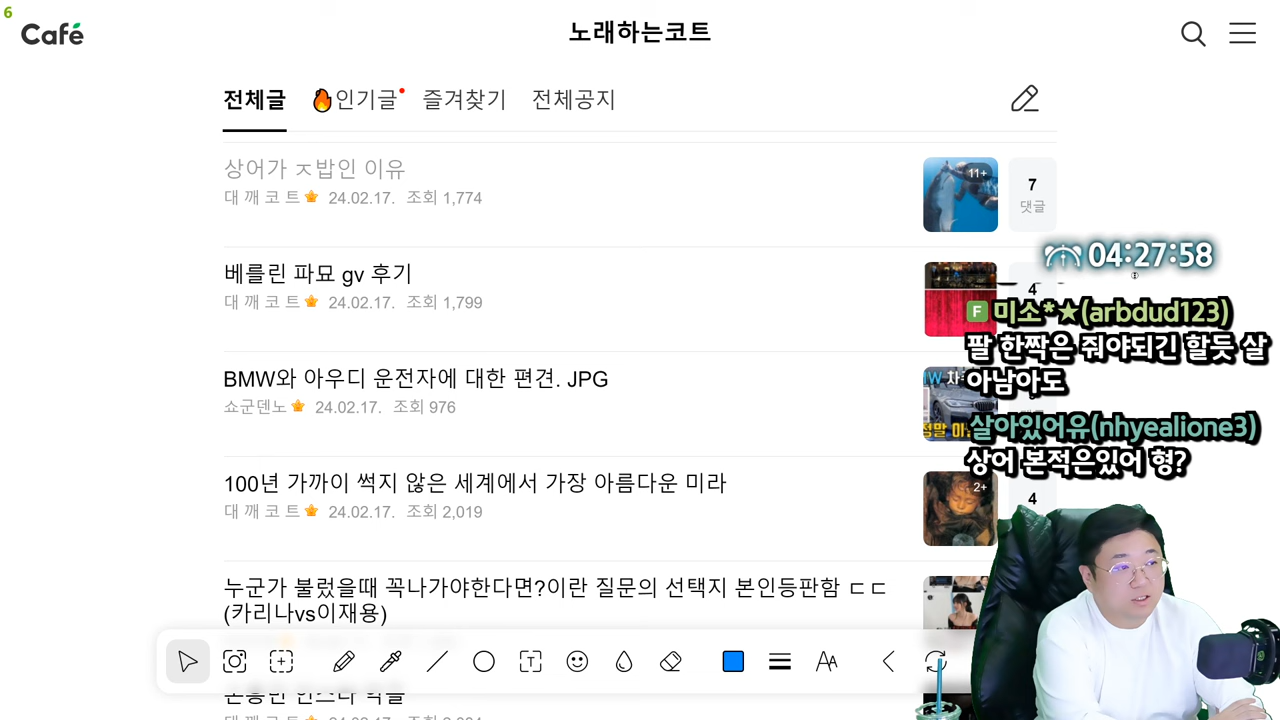 6
Café
노래하는코트
전체글 인기글 즐겨찾기 전체공지
상어가 ㅈ밥인 이유
대 깨 코 트 24.02.17. 조회 1,774
11+
7
댓글
04:27:58
베를린 파묘 gv 후기
대 깨 코 트 24.02.17. 조회 1,799
4
F 미소*★(arbdud123)
팔 한짝은 줘야되긴 할듯 살
아남아도
BMW와 아우디 운전자에 대한 편견. JPG
쇼군덴노 24.02.17. 조회 976
살아있어유(nhyealione3)
상어 본적은있어 형?
100년 가까이 썩지 않은 세계에서 가장 아름다운 미라
대 깨 코 트 24.02.17. 조회 2,019
2+
4
누군가 불렀을때 꼭나가야한다면?이란 질문의 선택지 본인등판함 ㄷㄷ
(카리나vs이재용)
T
AA